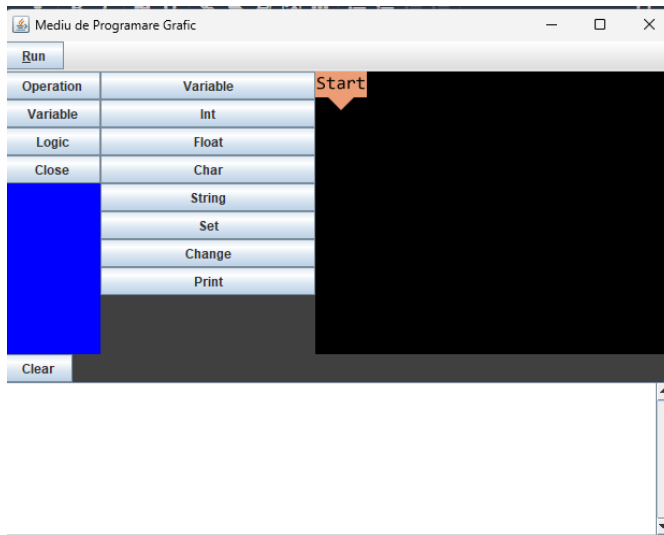 Mediu de Programare Grafic
Run
Operation
Variable
Logic
Close
Variable
Int
Float
Char
String
Set
Change
Print
Start
Clear